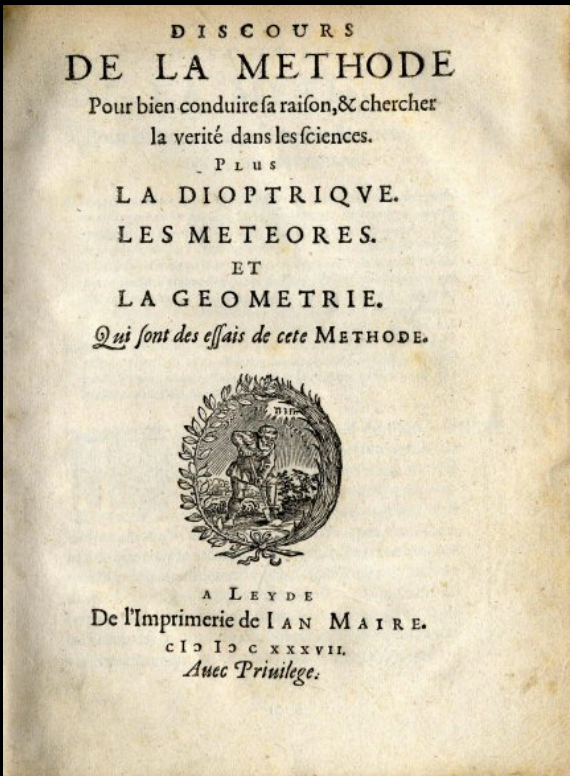 DISCOURS
DE LA METHODE
Pour bien conduire ſa raiſon, & chercher
la verité dans les ſciences.
PLuS
LA DIOPTRIQVE.
LES METEORES.
ET
LA GEOMETRIE.
Qui ſont des eſſais de cete METHODE.
יהוה
A LEYDE
De l'Imprimerie de IAN MAIRE.
cIↄ Iↄ c xxxvII.
Auec Priuilege.